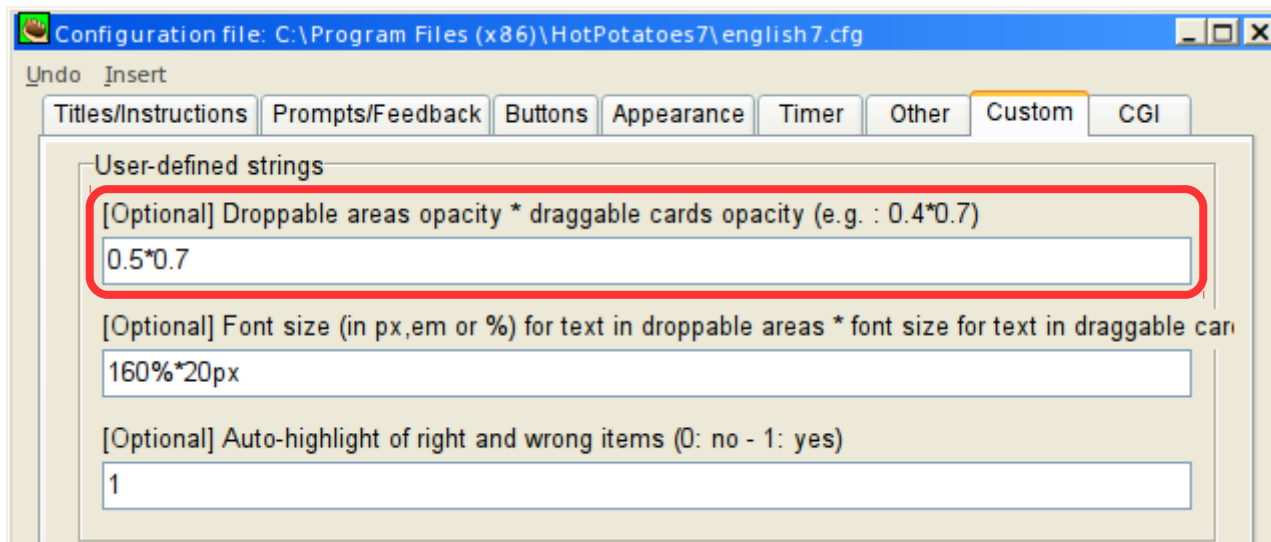 Configuration file: C:\Program Files (x86)\HotPotatoes7\english7.cfg
Undo Insert
Titles/Instructions Prompts/Feedback Buttons Appearance Timer Other Custom CGI
User-defined strings
[Optional] Droppable areas opacity * draggable cards opacity (e.g. : 0.4*0.7)
0.5*0.7
[Optional] Font size (in px,em or %) for text in droppable areas * font size for text in draggable car
160%*20px
[Optional] Auto-highlight of right and wrong items (0: no - 1: yes)
1